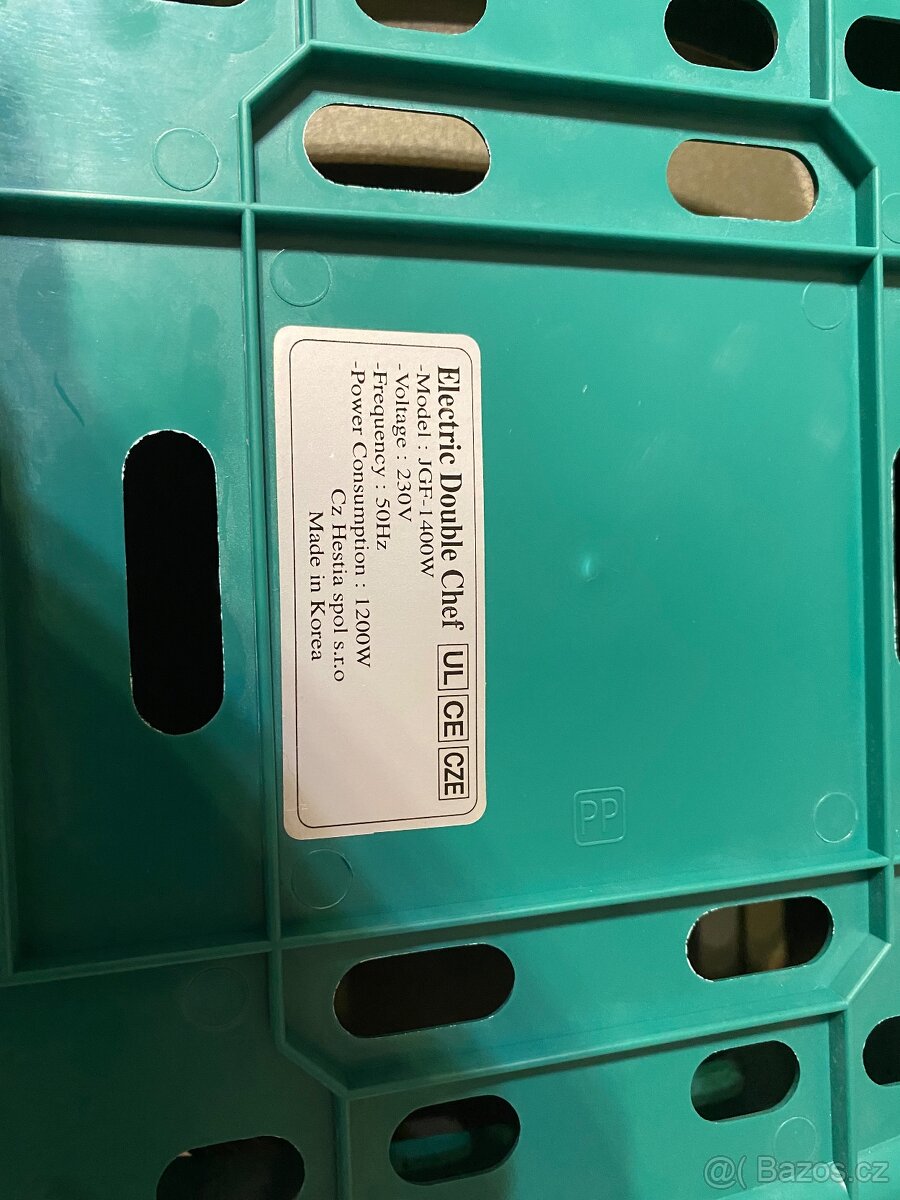 Electric Double Chef UL CE CZE
-Model : JGF-1400W
-Voltage : 230V
-Frequency : 50Hz
-Power Consumption : 1200W
Cz Hestia spol s.r.o
Made in Korea
PP
@( Bazos.cz